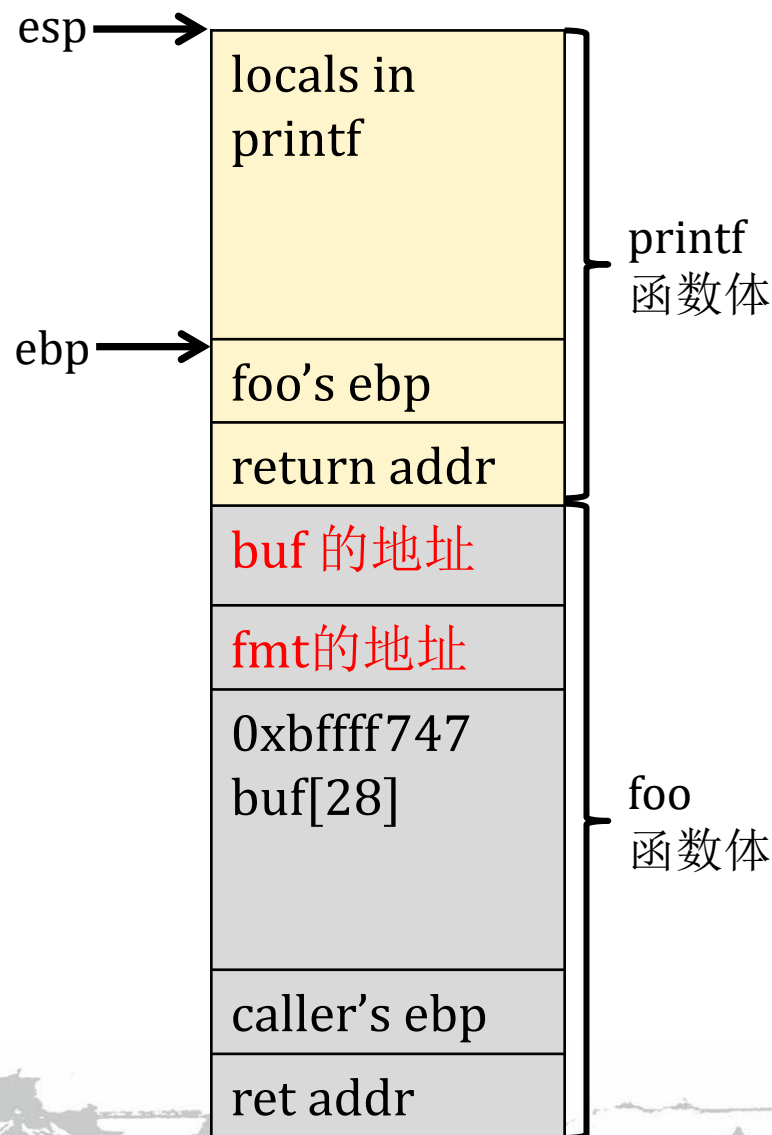 esp
locals in
printf
printf
函数体
ebp
foo’s ebp
return addr
buf 的地址
fmt的地址
0xbffff747
buf[28]
foo
函数体
caller’s ebp
ret addr